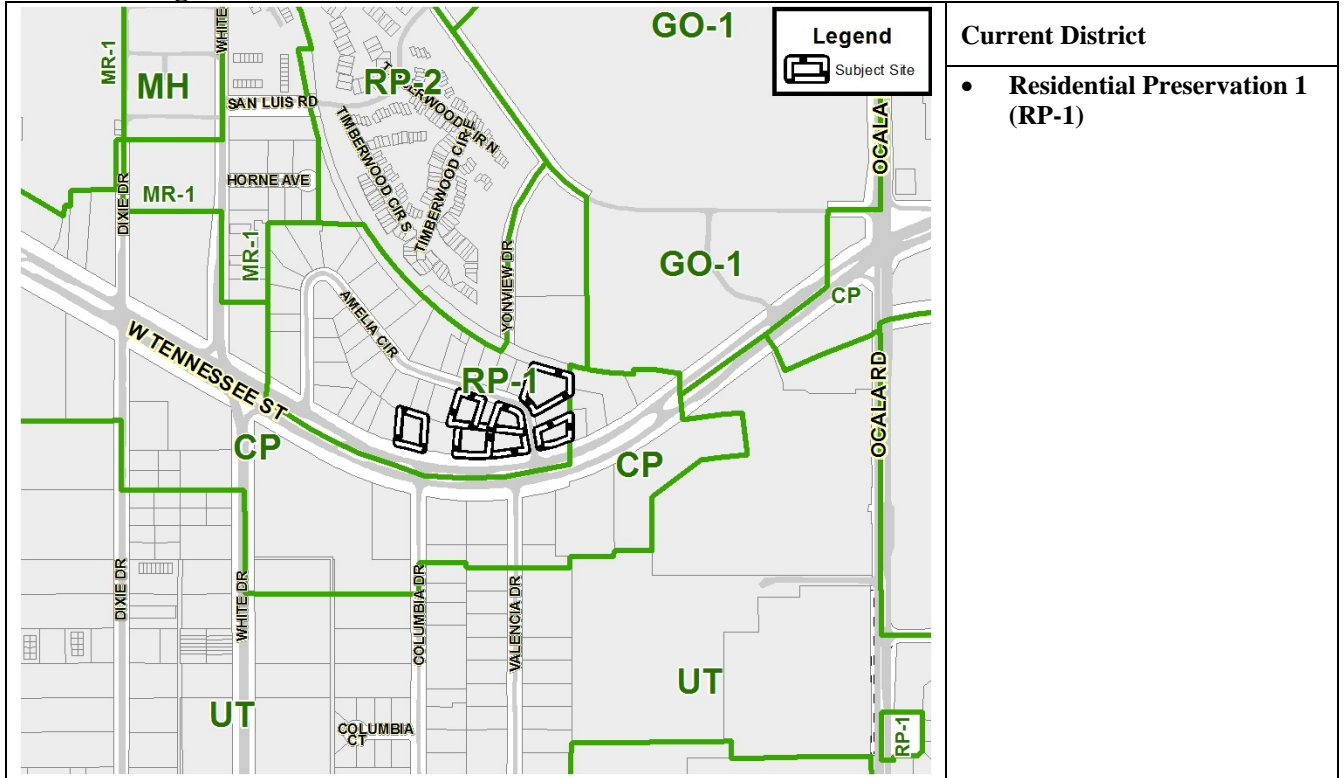 GO-1
Legend
Subject Site
Current District
• Residential Preservation 1
(RP-1)
MR-1
WHITE
MH
RP-2
SAN LUIS RD
TIMBERWOOD CIR N
TIMBERWOOD CIR S
TIMBERWOOD CIR E
OCALA
DIXIE DR
MR-1
HORNE AVE
MR-1
YONVIEW DR
GO-1
CP
AMELIA CIR
W TENNESSEE ST
RP-1
OCALA RD
CP
CP
DIXIE DR
WHITE DR
COLUMBIA DR
VALENCIA DR
UT
UT
COLUMBIA
CT
RP-1